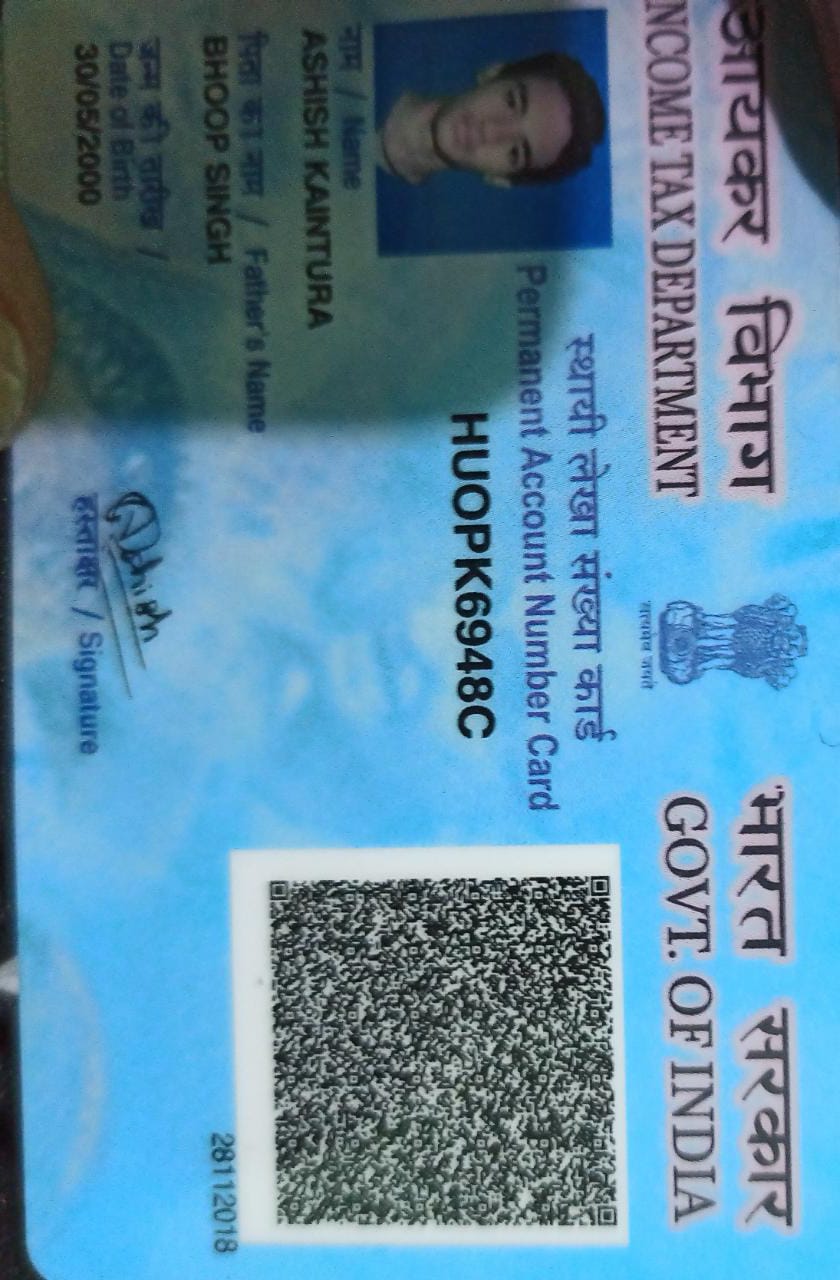 आयकर विभाग
INCOME TAX DEPARTMENT
सत्यमेव जयते
भारत सरकार
GOVT. OF INDIA
स्थायी लेखा संख्या कार्ड
Permanent Account Number Card
HUOPK6948C
नाम / Name
ASHISH KAINTURA
पिता का नाम / Father's Name
BHOOP SINGH
जन्म की तारीख /
Date of Birth
30/05/2000
Ashish
हस्ताक्षर / Signature
28112018